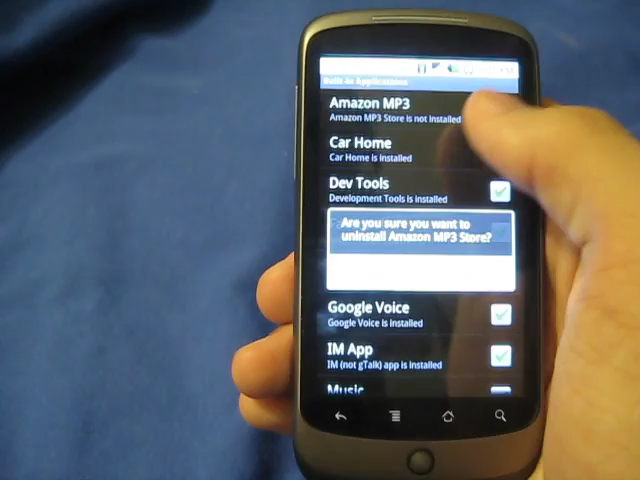 Built-in Applications
Amazon MP3
Amazon MP3 Store is not installed
Car Home
Car Home is installed
Dev Tools
Development Tools is installed
Are you sure you want to
uninstall Amazon MP3 Store?
Google Voice
Google Voice is installed
IM App
IM (not gTalk) app is installed
Music